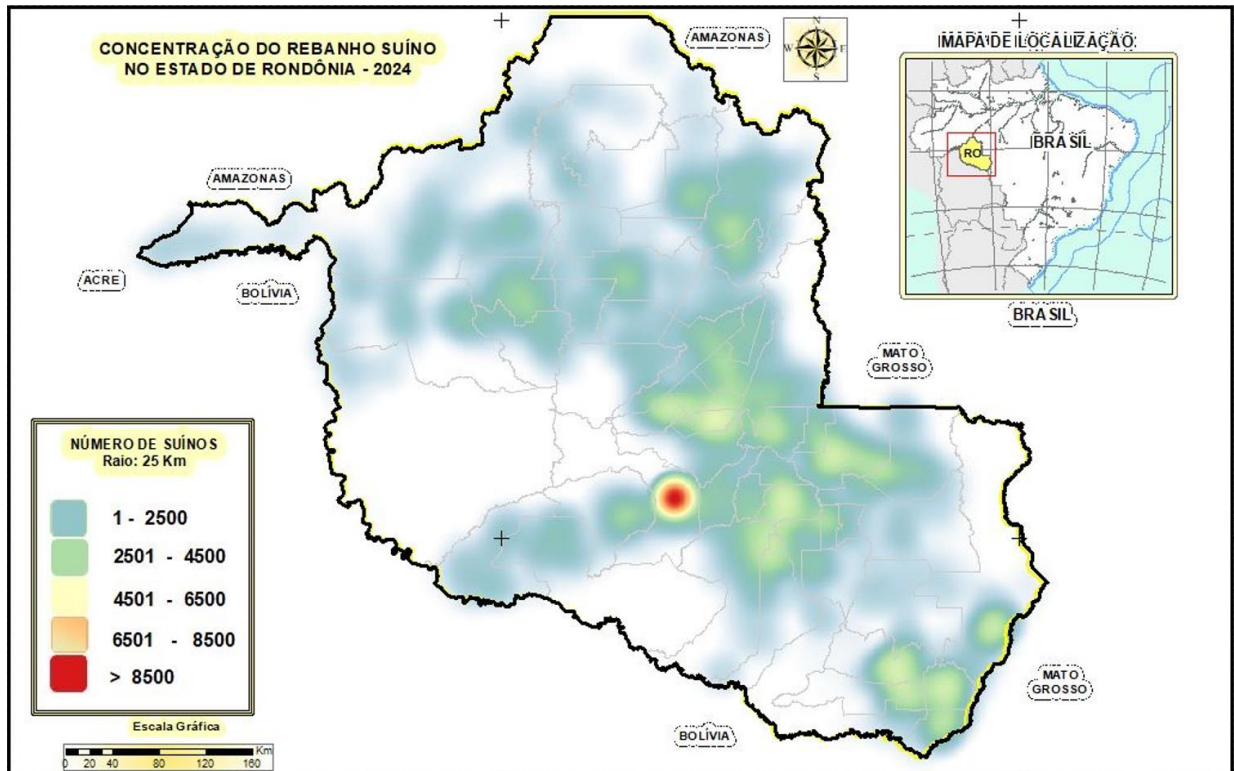 CONCENTRAÇÃO DO REBANHO SUÍNO
NO ESTADO DE RONDÔNIA - 2024
AMAZONAS
N
W E
S
MAPA DE LOCALIZAÇÃO
BRASIL
RO
BRASIL
AMAZONAS
ACRE
BOLÍVIA
MATO
GROSSO
NÚMERO DE SUÍNOS
Raio: 25 Km
1 - 2500
2501 - 4500
4501 - 6500
6501 - 8500
> 8500
MATO
GROSSO
BOLÍVIA
Escala Gráfica
Km
0 20 40 80 120 160